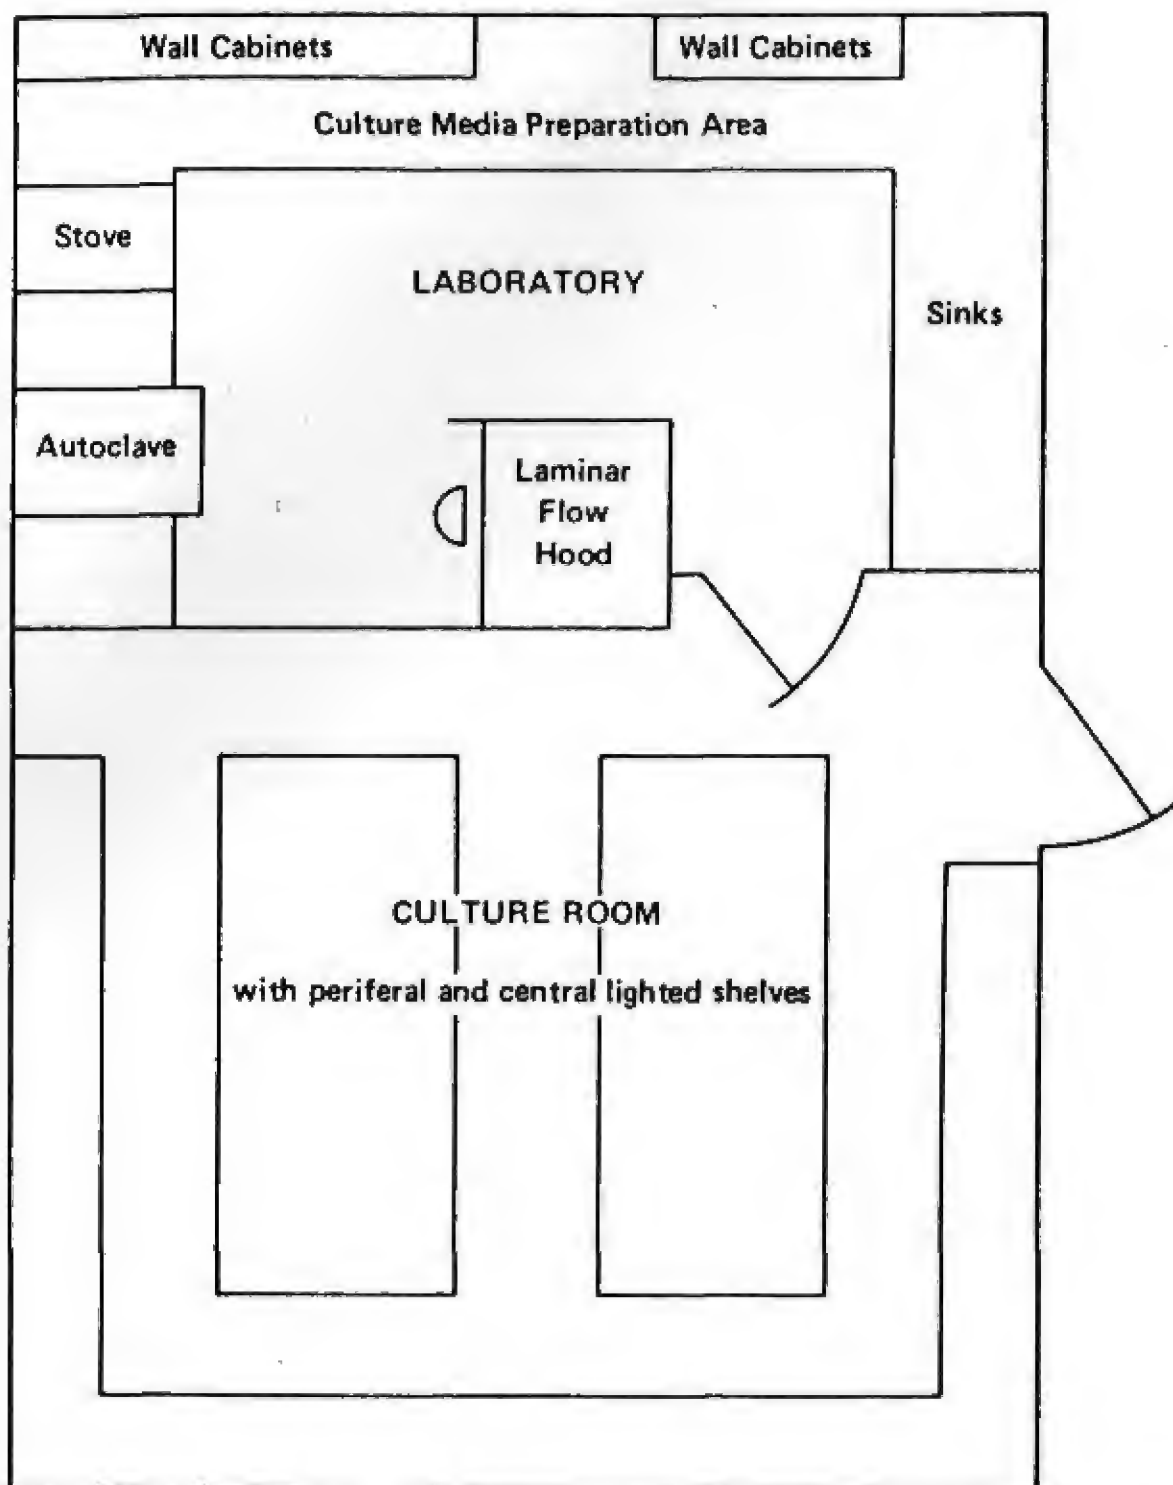 Wall Cabinets
Wall Cabinets
Culture Media Preparation Area
Stove
LABORATORY
Sinks
Autoclave
Laminar
Flow
Hood
CULTURE ROOM
with periferal and central lighted shelves